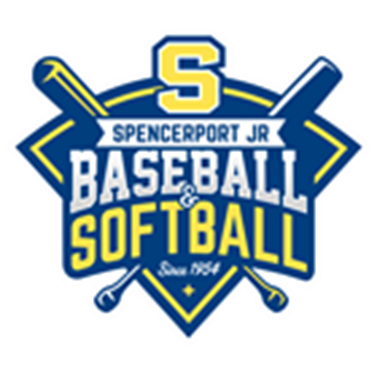 S
SPENCERPORT JR
BASEBALL
&
SOFTBALL
Since 1954